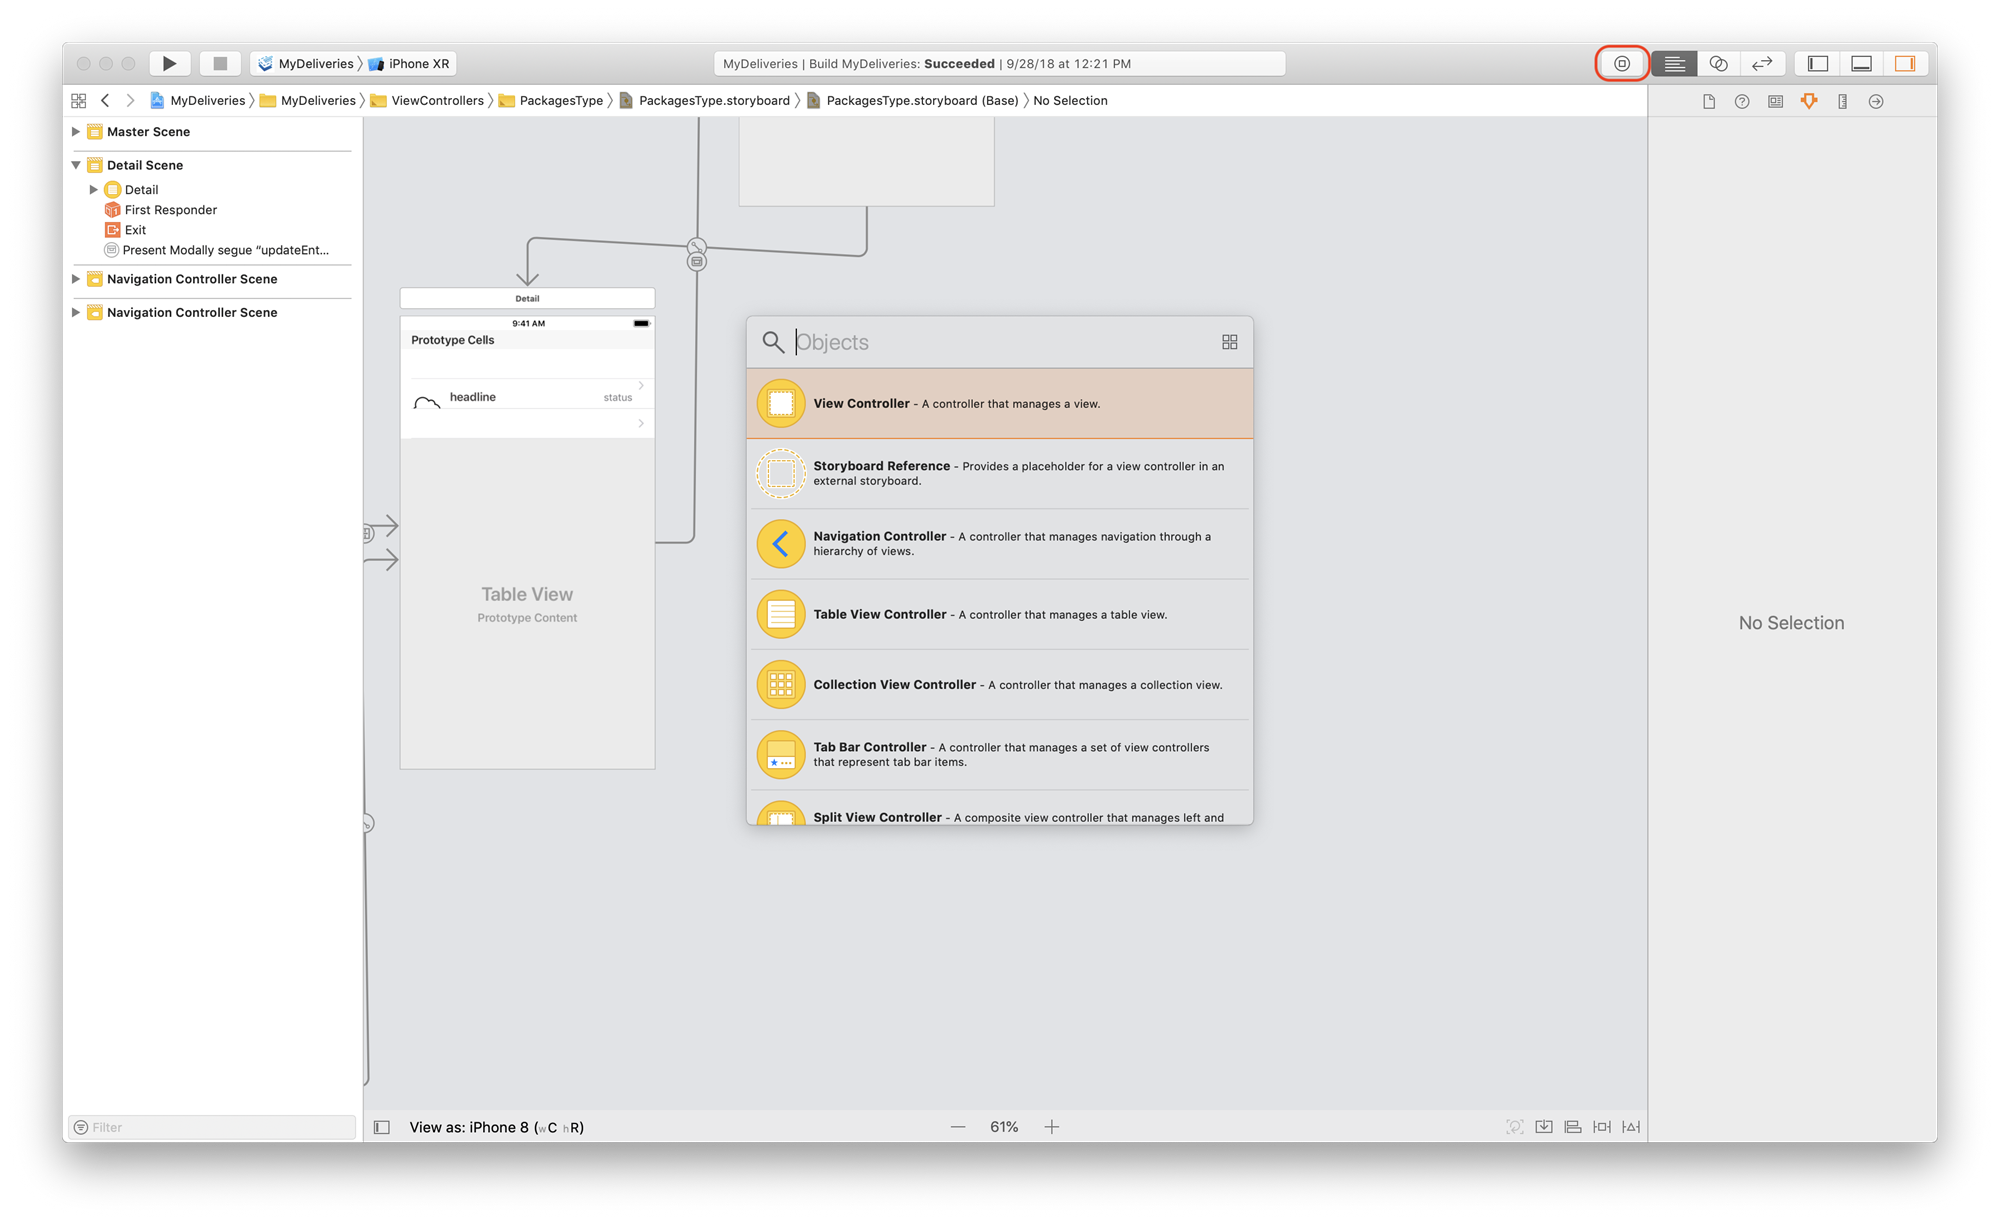 MyDeliveries iPhone XR
MyDeliveries | Build MyDeliveries: Succeeded | 9/28/18 at 12:21 PM
MyDeliveries MyDeliveries ViewControllers PackagesType PackagesType.storyboard PackagesType.storyboard (Base) No Selection
Master Scene
Detail Scene
Detail
First Responder
Exit
Present Modally segue “updateEnt...
Navigation Controller Scene
Navigation Controller Scene
Filter
Detail
9:41 AM
Prototype Cells
headline status
Table View
Prototype Content
Objects
View Controller - A controller that manages a view.
Storyboard Reference - Provides a placeholder for a view controller in an
external storyboard.
Navigation Controller - A controller that manages navigation through a
hierarchy of views.
Table View Controller - A controller that manages a table view.
Collection View Controller - A controller that manages a collection view.
Tab Bar Controller - A controller that manages a set of view controllers
that represent tab bar items.
Split View Controller - A composite view controller that manages left and
View as: iPhone 8 (wC hR)
61%
No Selection